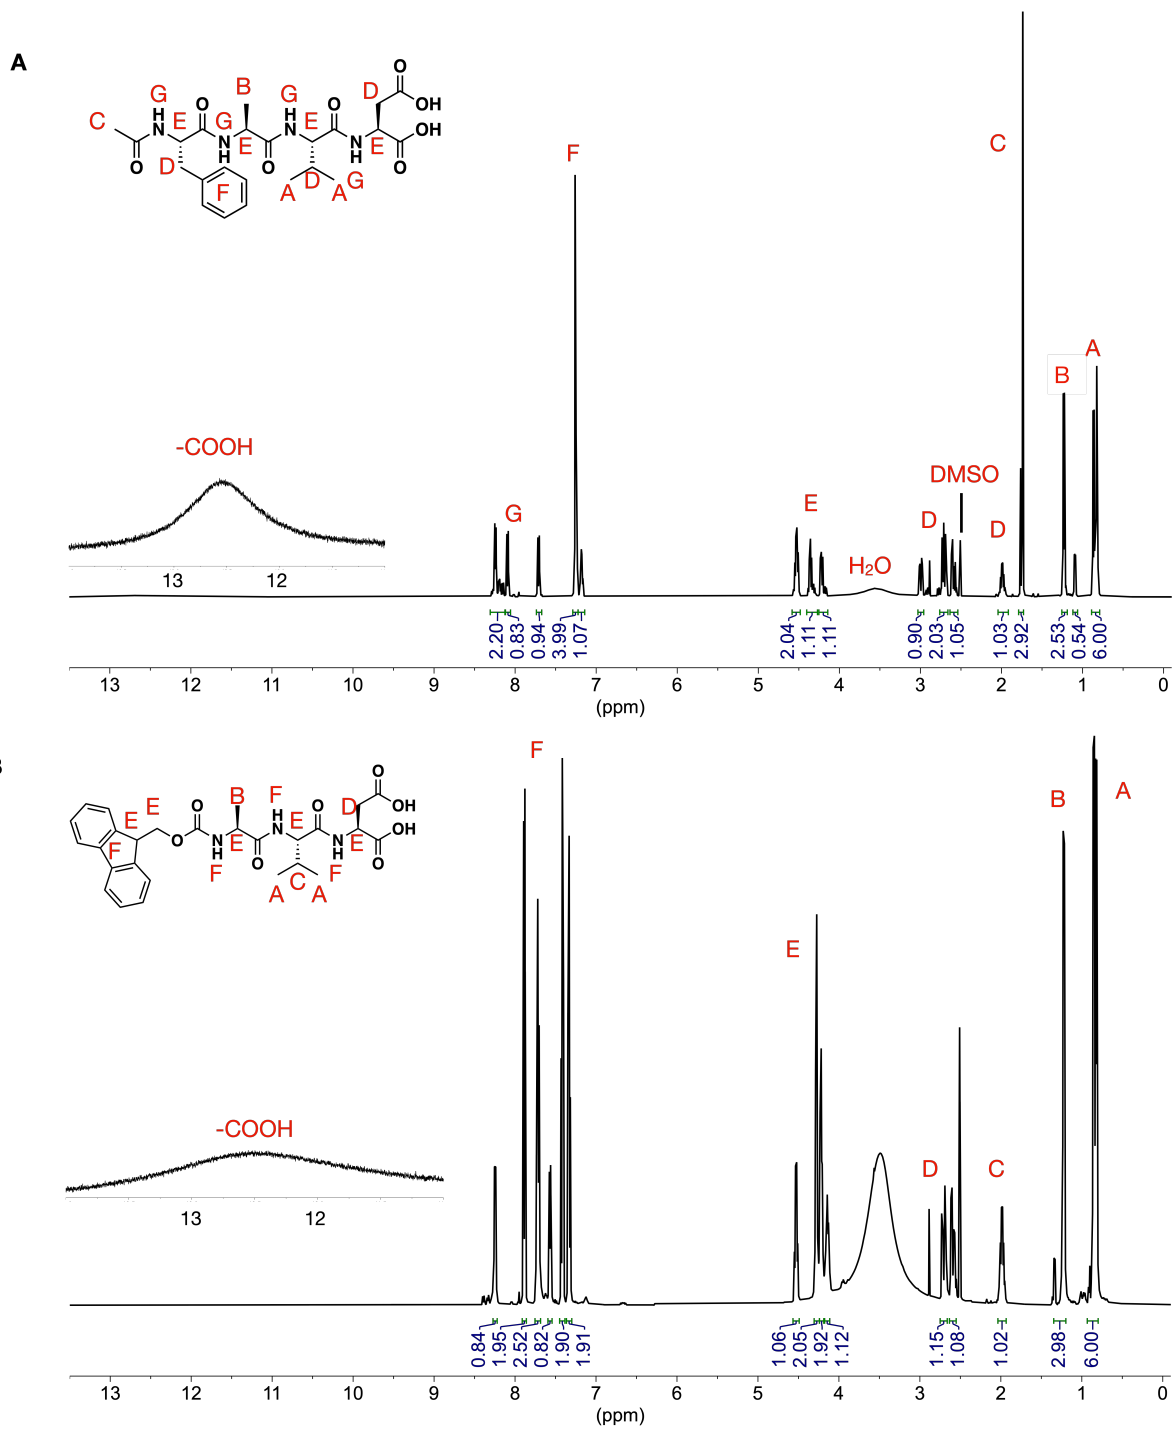 A
C
G
H
N
O
E
D
F
O
G
N
H
B
E
O
G
H
N
E
O
A
D
A
G
N
H
D
E
O
OH
OH
O
F
C
-COOH
13
12
G
E
H₂O
D
DMSO
D
B
A
2.20
0.83
0.94
3.99
1.07
2.04
1.11
1.11
0.90
2.03
1.05
1.03
2.92
2.53
0.54
6.00
13
12
11
10
9
8
7
6
5
4
3
2
1
0
(ppm)
F
E
E
O
O
N
H
F
B
E
O
F
H
N
E
O
A
C
A
N
H
F
D
E
O
OH
OH
O
F
-COOH
13
12
E
D
C
B
A
0.84
1.95
2.52
0.82
1.90
1.91
1.06
2.05
1.92
1.12
1.15
1.08
1.02
2.98
6.00
13
12
11
10
9
8
7
6
5
4
3
2
1
0
(ppm)